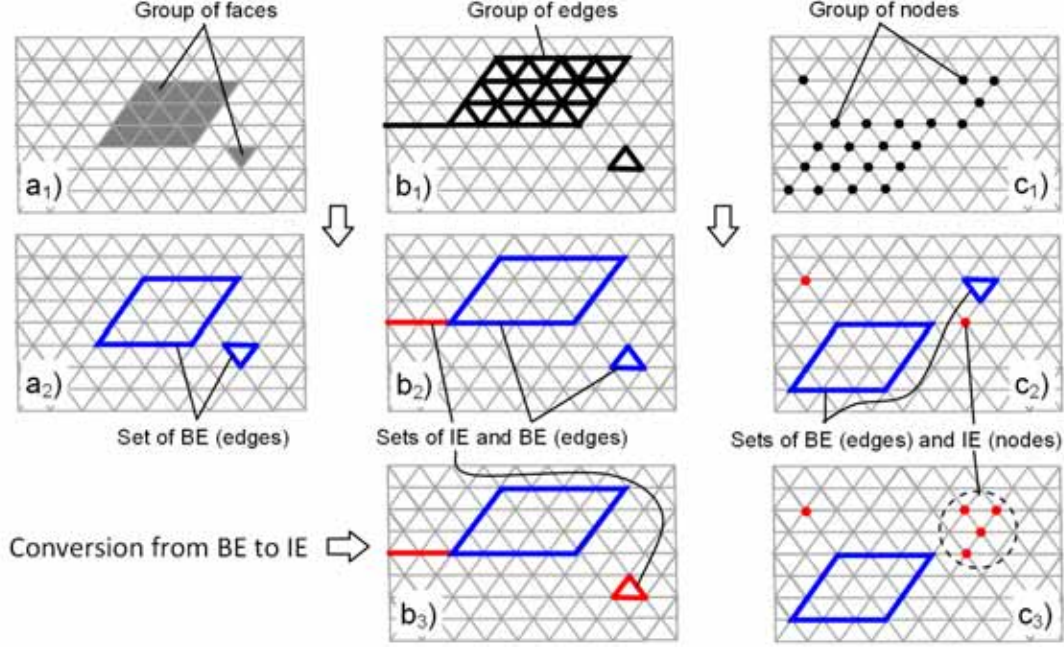 Group of faces
Group of edges
Group of nodes
a₁)
b₁)
c₁)
a₂)
b₂)
c₂)
Set of BE (edges)
Sets of IE and BE (edges)
Sets of BE (edges) and IE (nodes)
Conversion from BE to IE
b₃)
c₃)